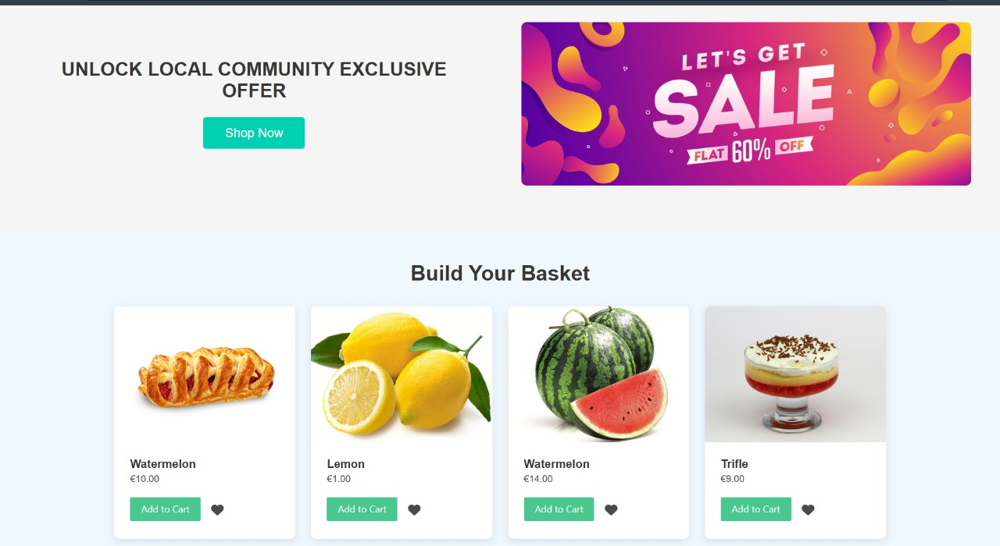 UNLOCK LOCAL COMMUNITY EXCLUSIVE
OFFER
Shop Now
LET'S GET
SALE
FLAT 60% OFF
Build Your Basket
Watermelon
€10.00
Add to Cart
Lemon
€1.00
Add to Cart
Watermelon
€14.00
Add to Cart
Trifle
€9.00
Add to Cart